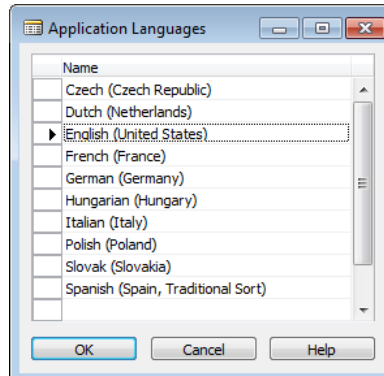 Application Languages
Name
Czech (Czech Republic)
Dutch (Netherlands)
English (United States)
French (France)
German (Germany)
Hungarian (Hungary)
Italian (Italy)
Polish (Poland)
Slovak (Slovakia)
Spanish (Spain, Traditional Sort)
OK Cancel Help